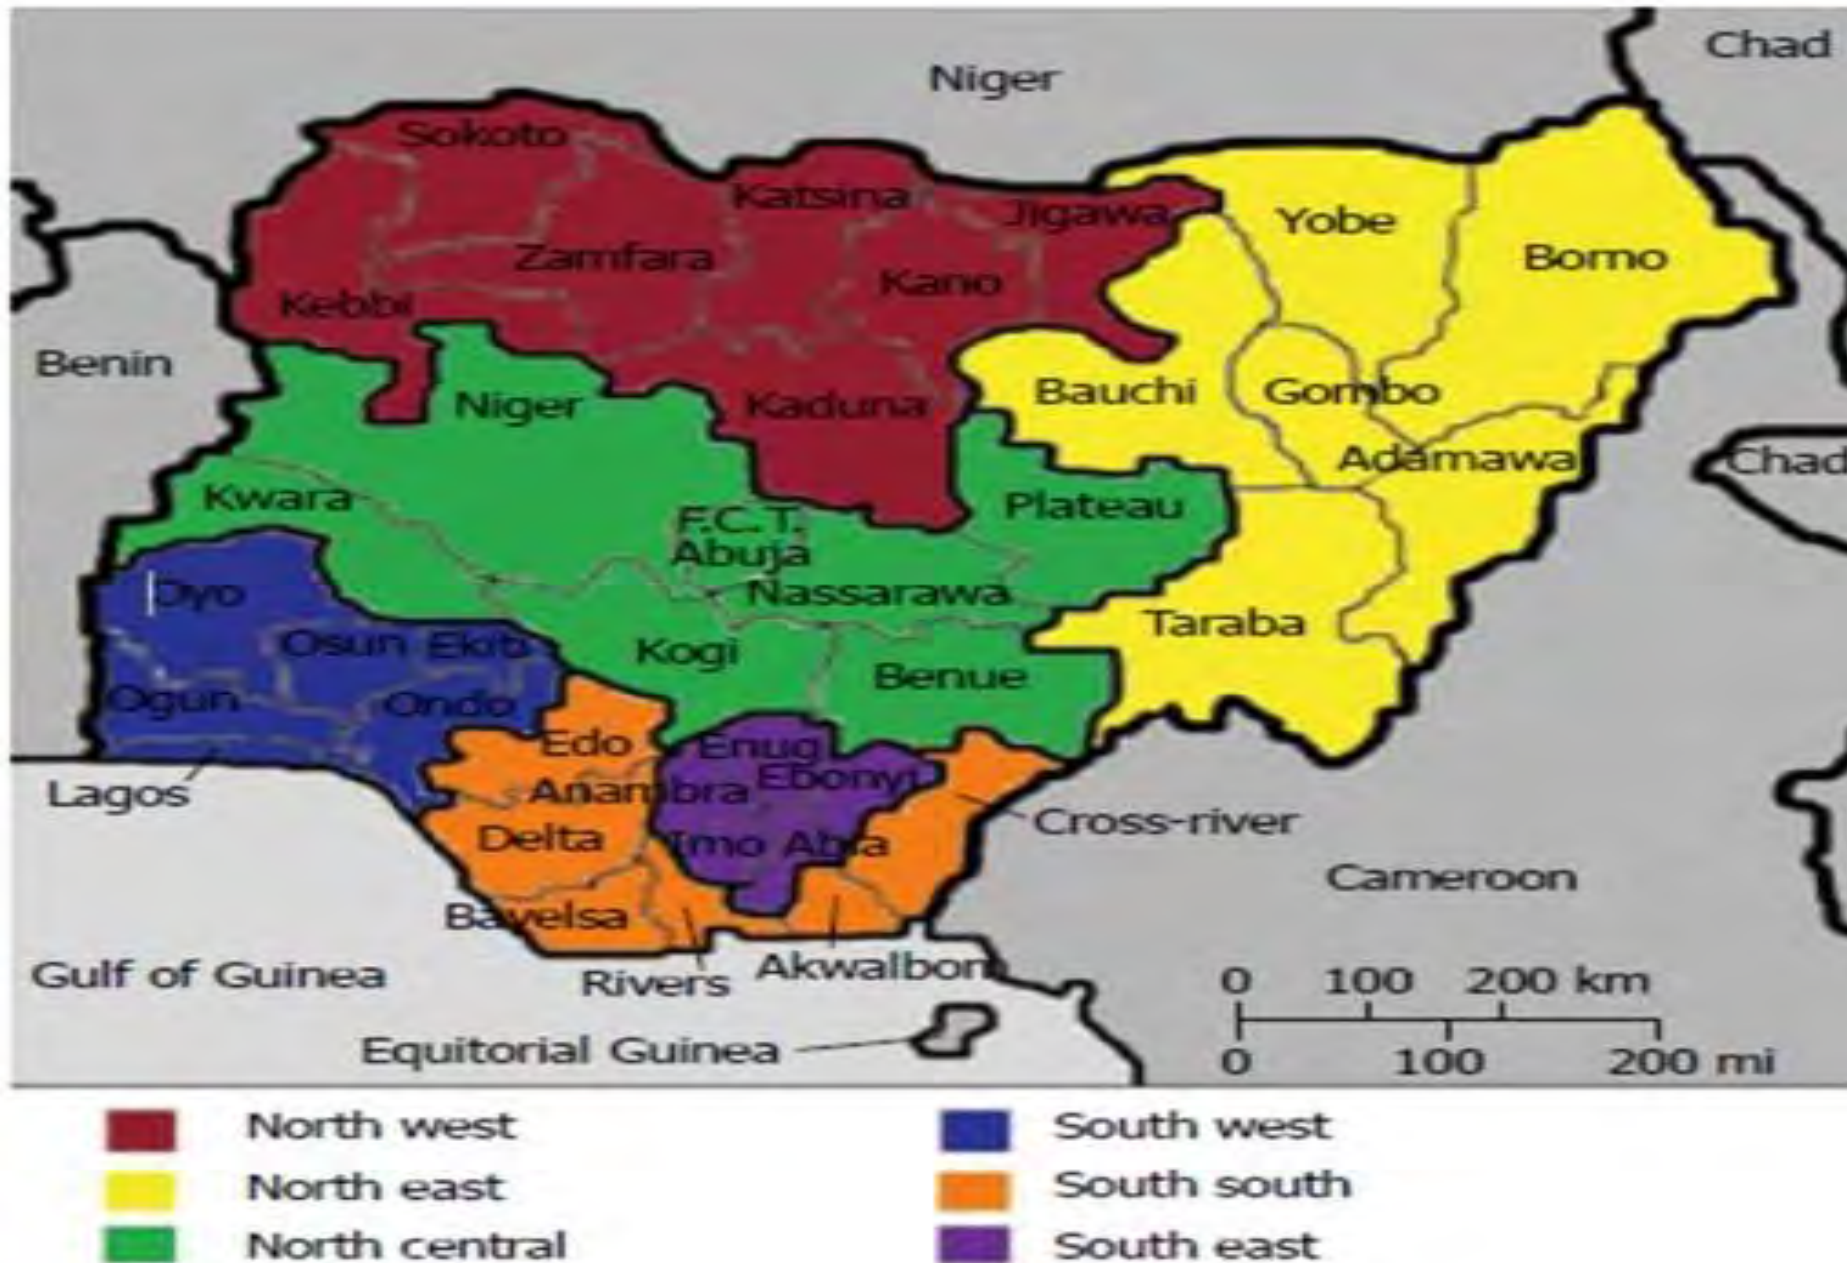 Chad
Niger
Sokoto
Katsina
Jigawa
Yobe
Borno
Zamfara
Kano
Kebbi
Benin
Niger
Kaduna
Bauchi
Gombo
Adamawa
Chad
Kwara
F.C.T.
Abuja
Plateau
Nassarawa
Oyo
Osun Ekiti
Kogi
Benue
Taraba
Ogun
Ondo
Edo
Enug
Ebonyi
Lagos
Anambra
Cross-river
Delta
Imo Abia
Cameroon
Bayelsa
Gulf of Guinea
Rivers
Akwalbon
0 100 200 km
Equitorial Guinea
0 100 200 mi
North west
South west
North east
South south
North central
South east